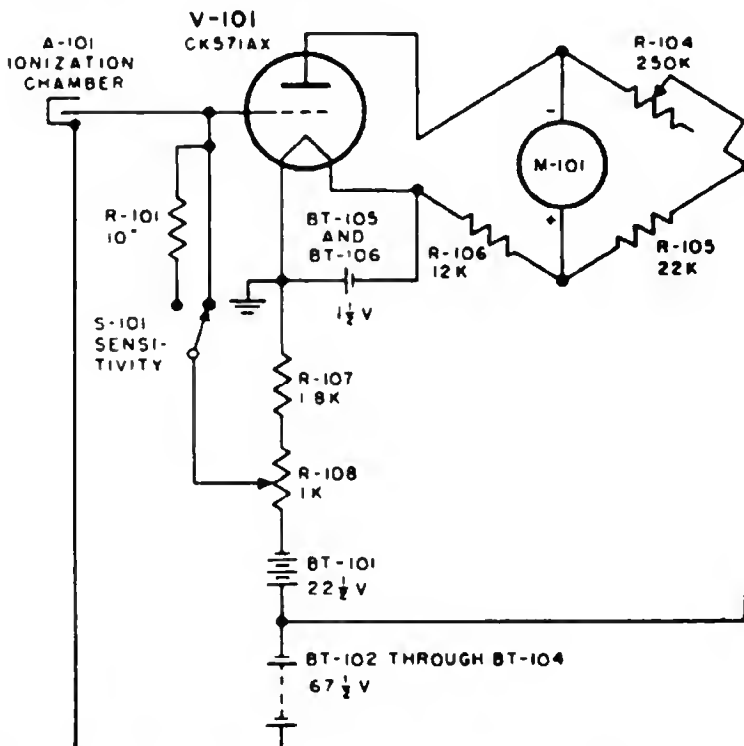 V-101
CK571AX
A-101
IONIZATION
CHAMBER
R-104
250K
M-101
-
+
R-101
10"
BT-105
AND
BT-106
1½ V
R-106
12K
R-105
22K
S-101
SENSI-
TIVITY
R-107
1.8K
R-108
1K
BT-101
22½ V
BT-102 THROUGH BT-104
67½ V